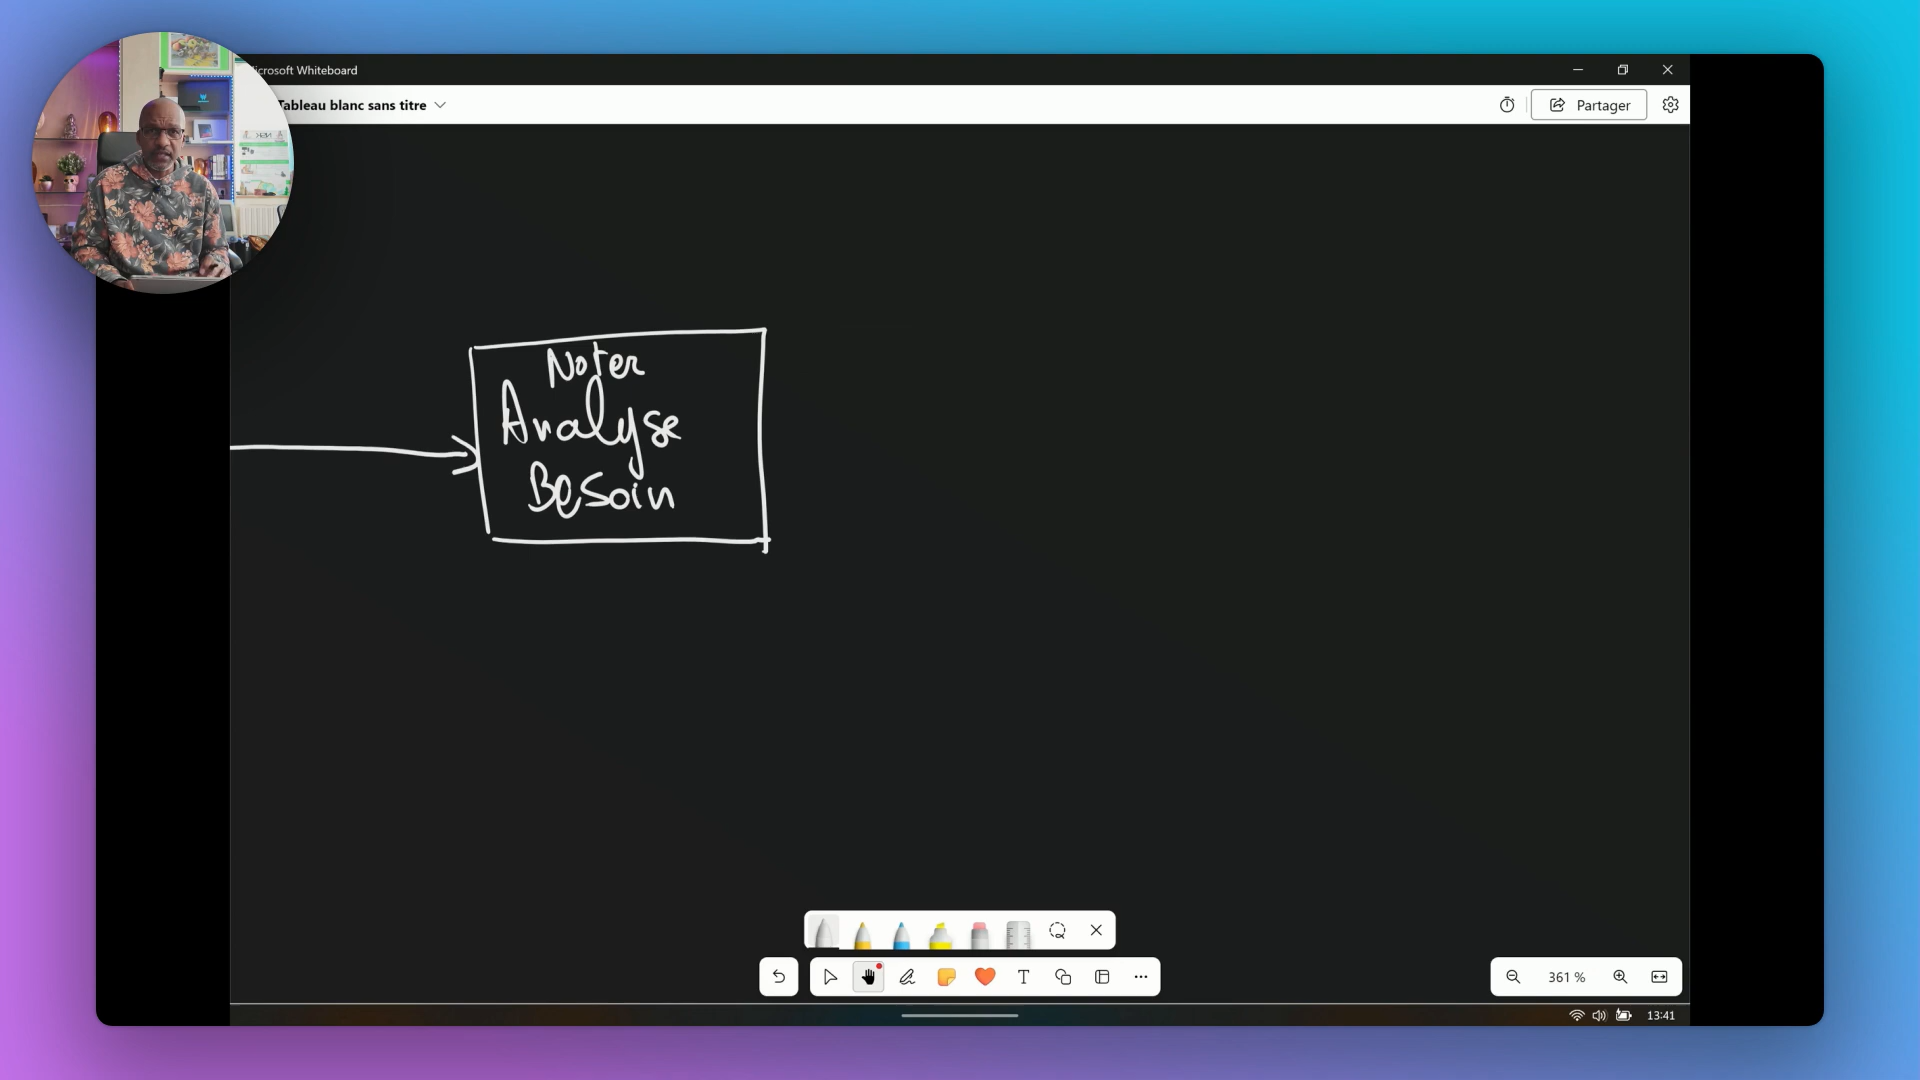 Microsoft Whiteboard
Tableau blanc sans titre
Partager
Noter
Analyse
Besoin
361 %
13:41